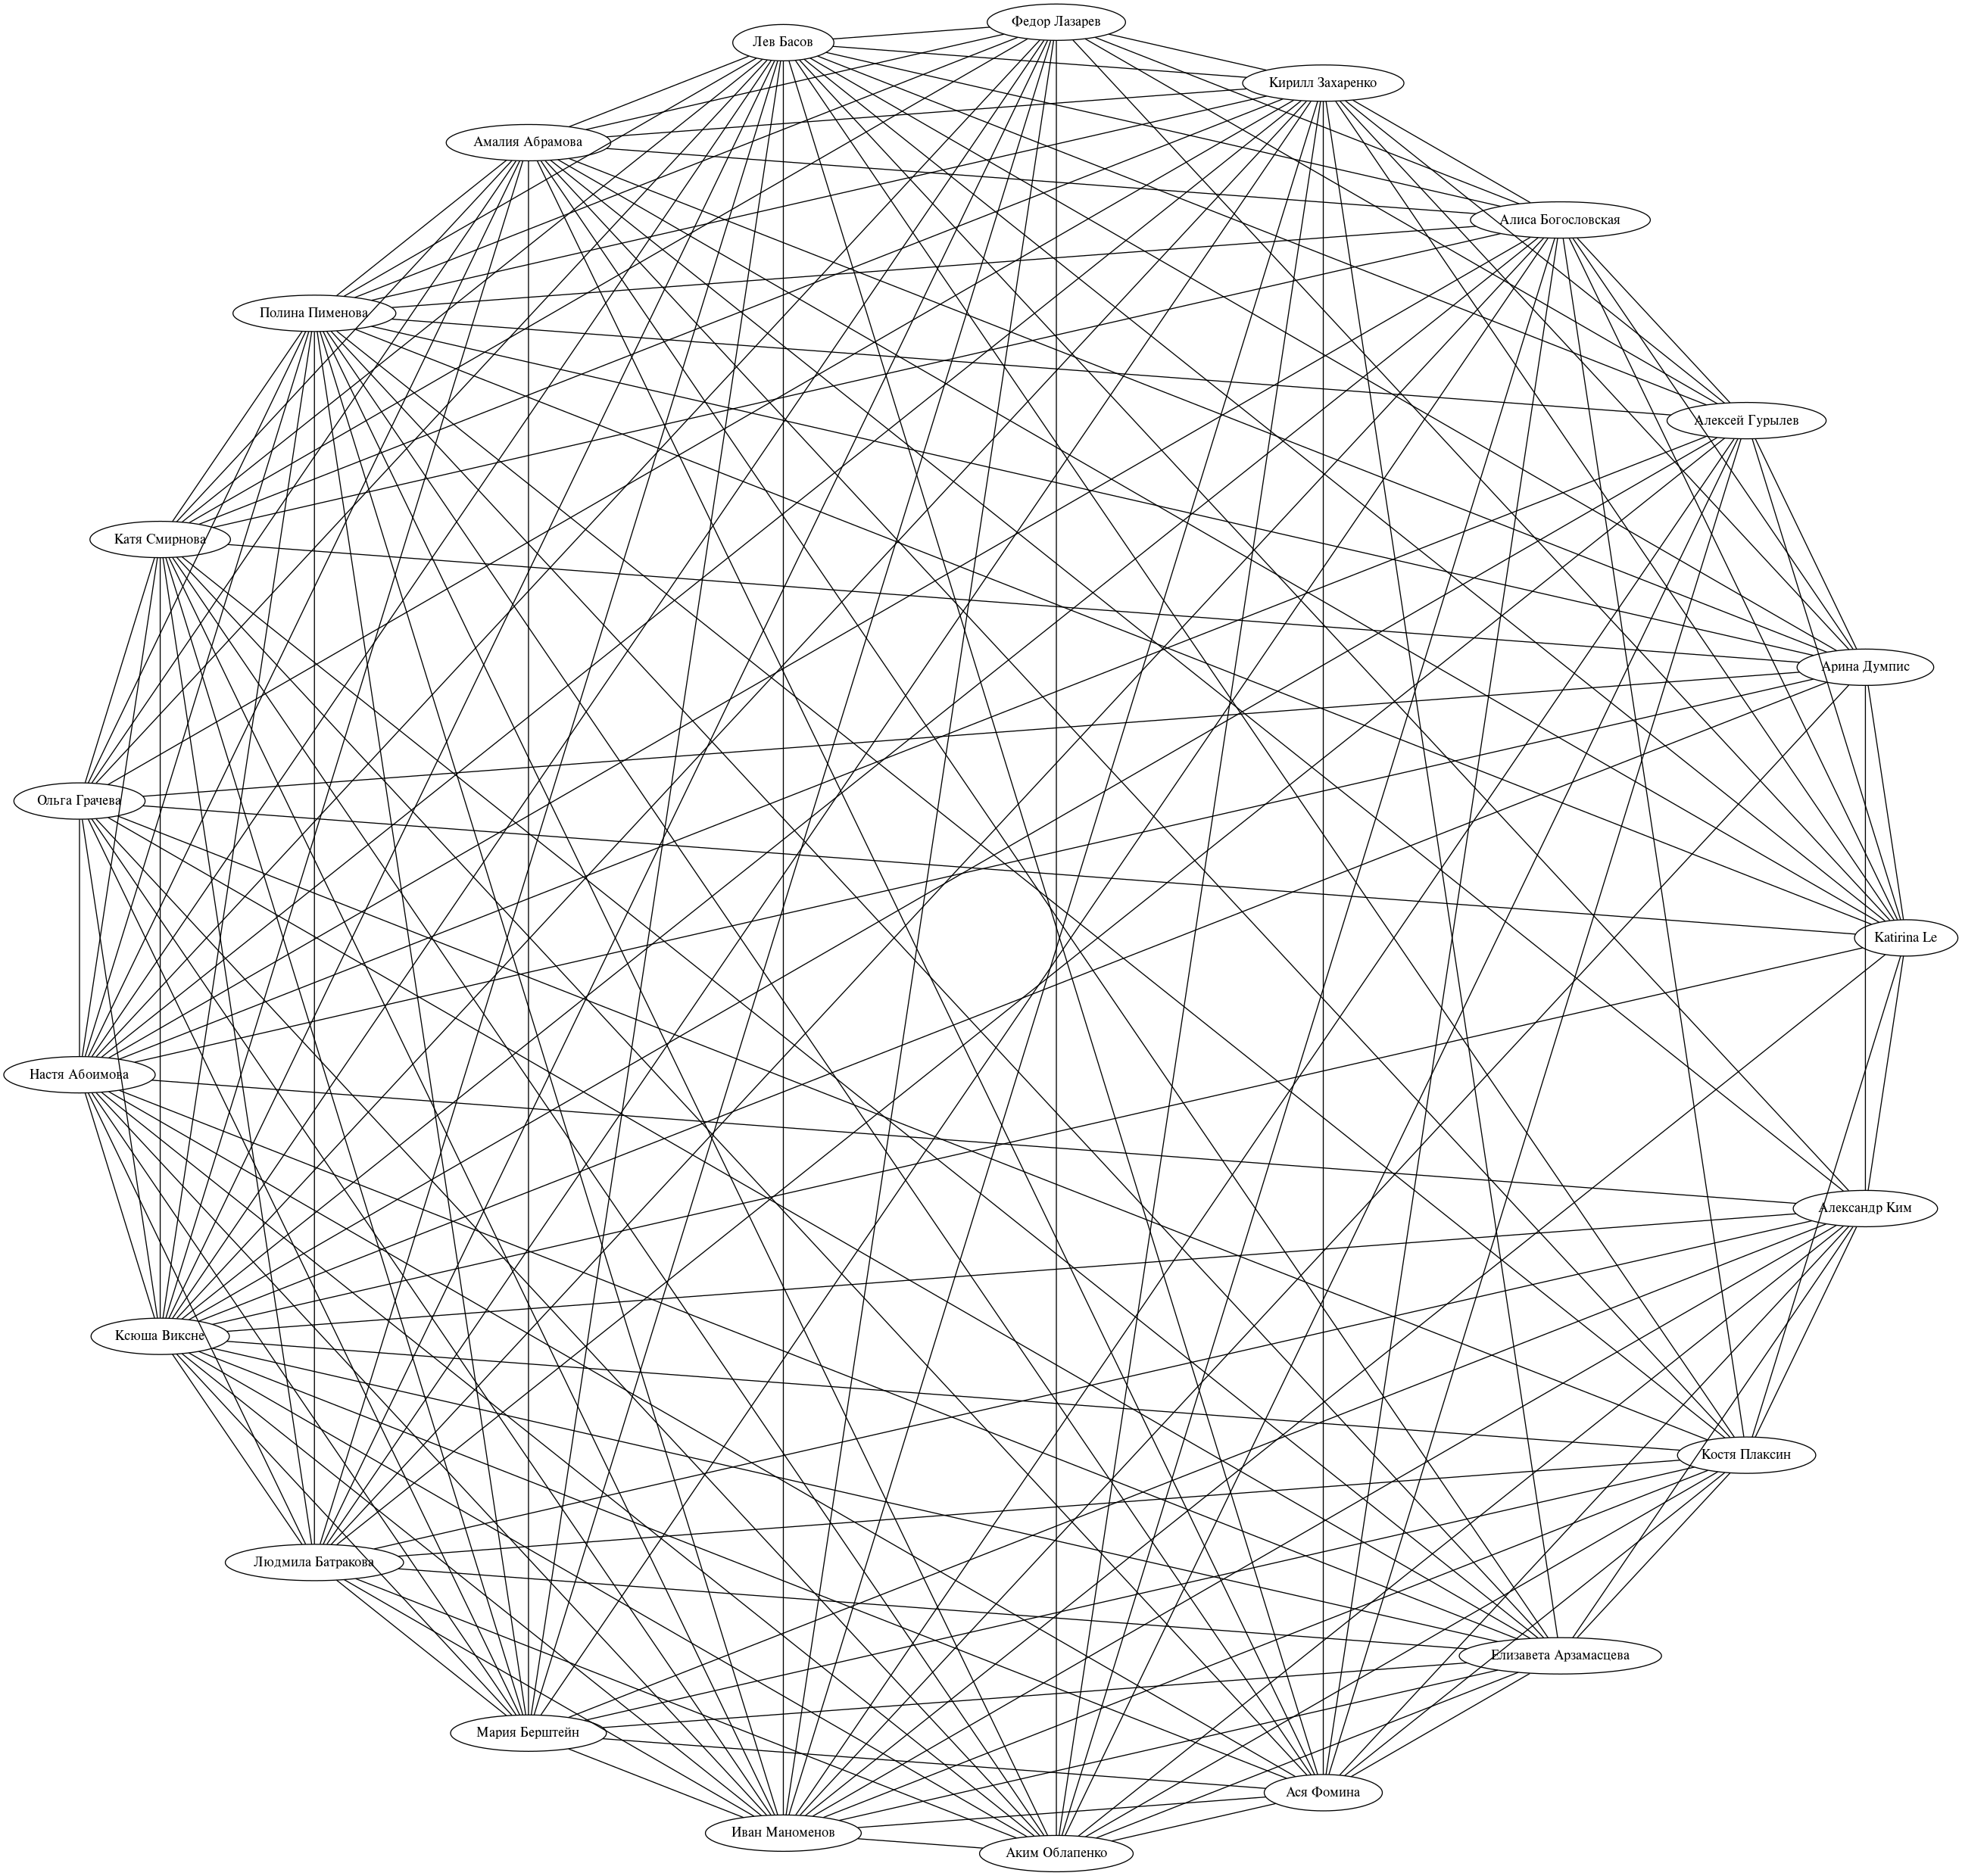 Федор Лазарев
Лев Басов
Кирилл Захаренко
Амалия Абрамова
Алиса Богословская
Полина Пименова
Алексей Гурылев
Катя Смирнова
Арина Думпис
Ольга Грачева
Katirina Le
Настя Абоимова
Александр Ким
Ксюша Виксне
Костя Плаксин
Людмила Батракова
Елизавета Арзамасцева
Мария Берштейн
Ася Фомина
Иван Маноменов
Аким Облапенко